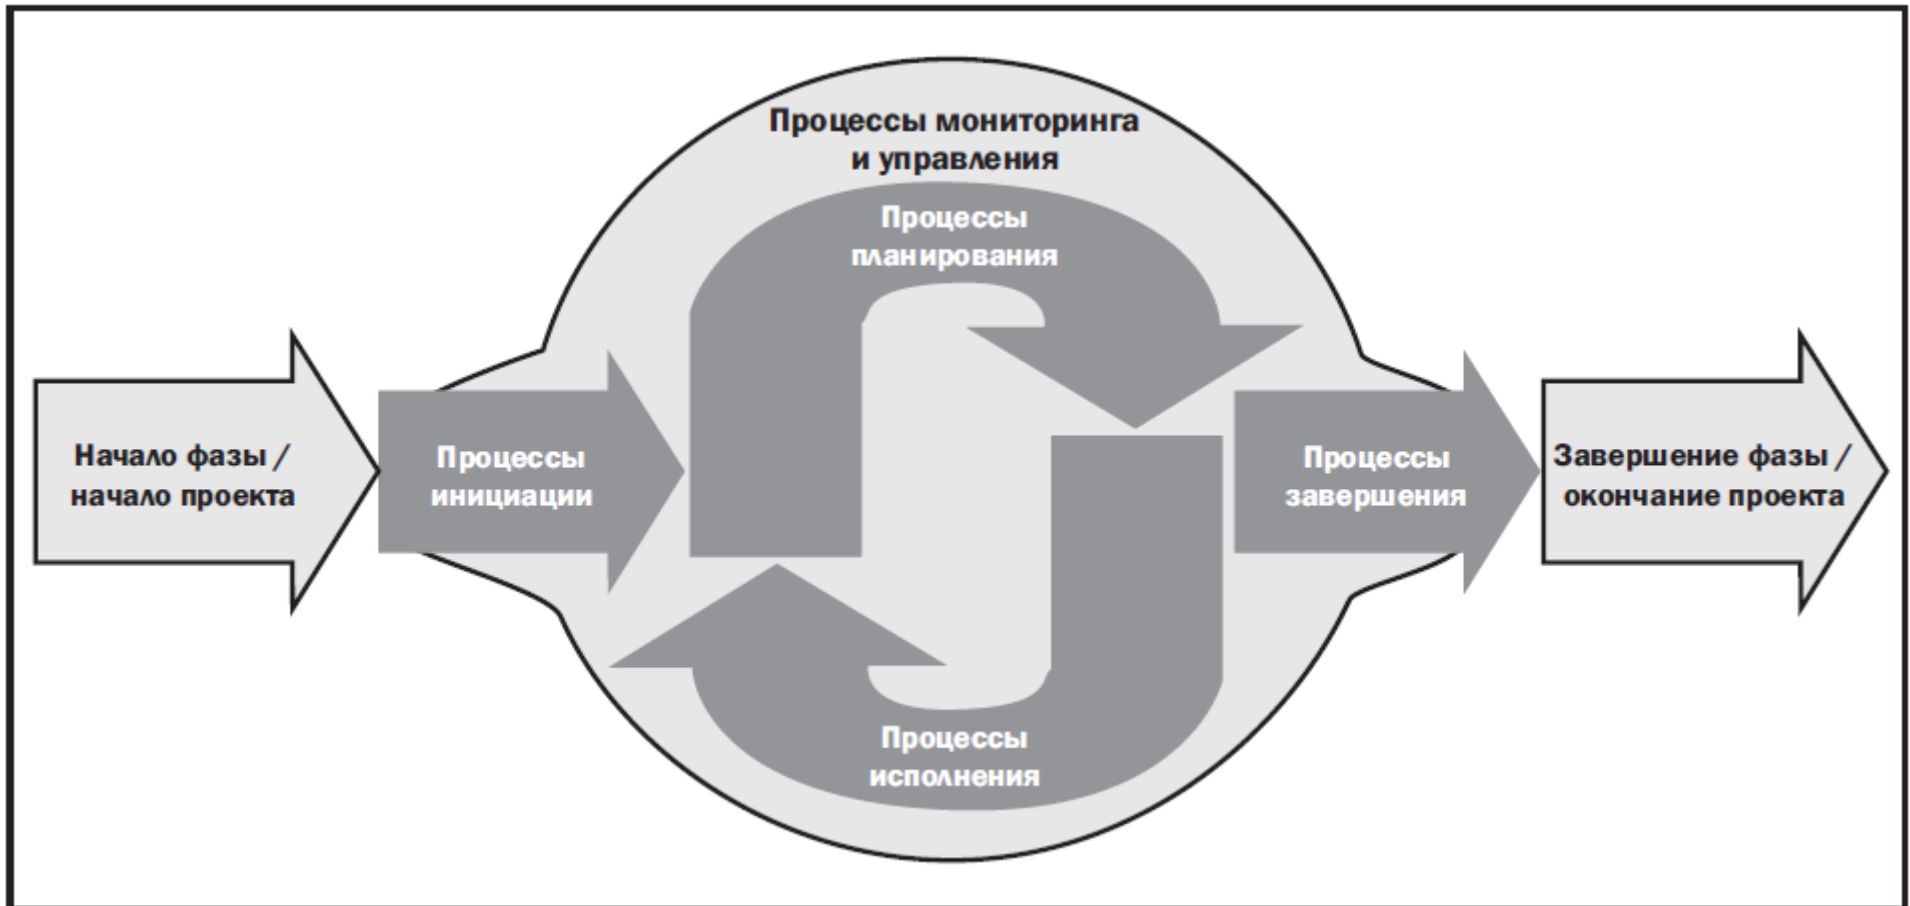 Процессы мониторинга
и управления
Процессы
планирования
Начало фазы /
начало проекта
Процессы
инициации
Процессы
завершения
Завершение фазы /
окончание проекта
Процессы
исполнения